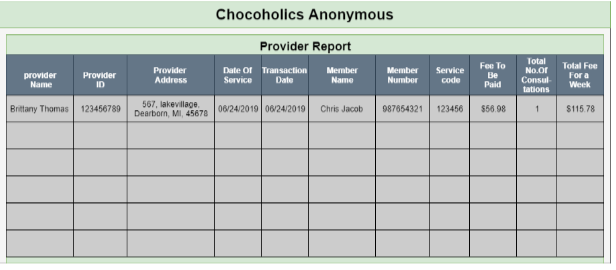 Chocoholics Anonymous
Provider Report
provider Name | Provider ID | Provider Address | Date Of Service | Transaction Date | Member Name | Member Number | Service code | Fee To Be Paid | Total No.Of Consul-tations | Total Fee For a Week
Brittany Thomas | 123456789 | 567, lakevillage, Dearborn, MI, 45678 | 06/24/2019 | 06/24/2019 | Chris Jacob | 987654321 | 123456 | $56.98 | 1 | $115.78